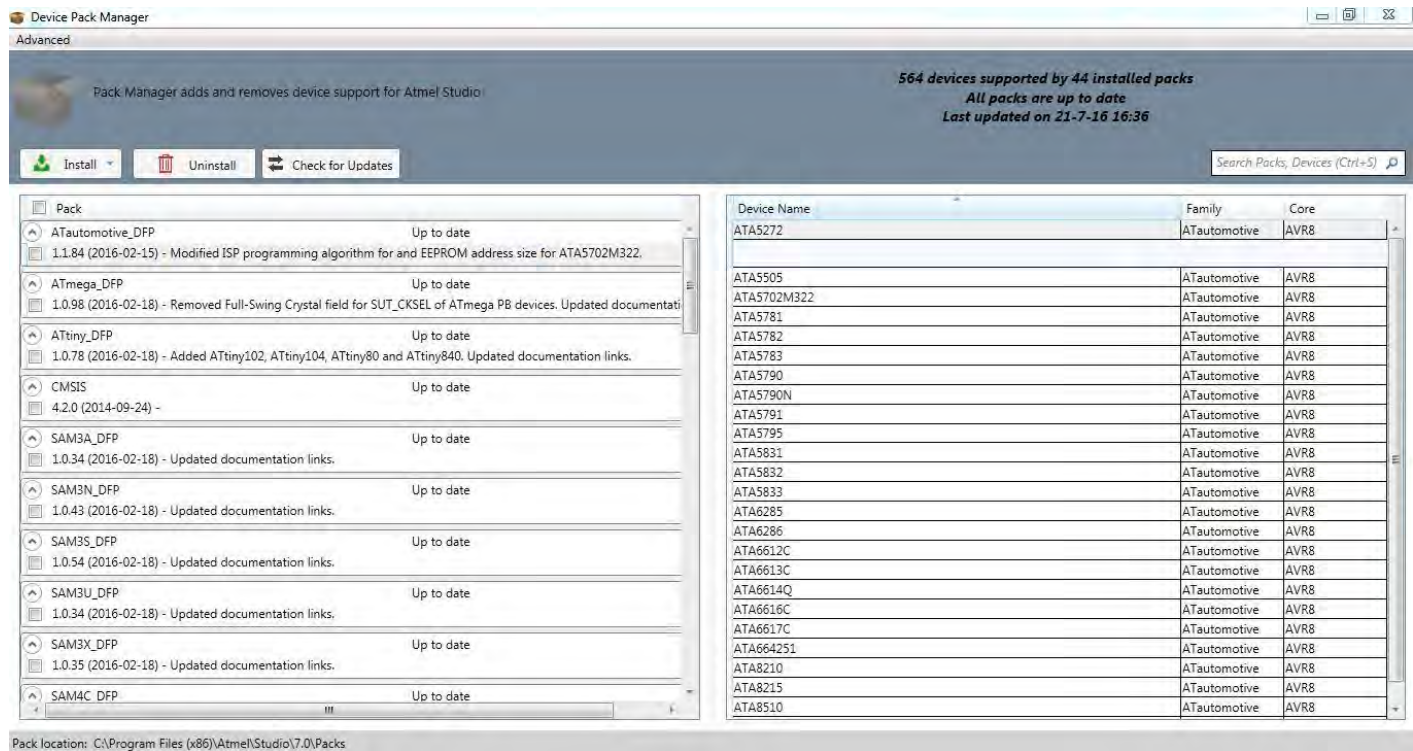 Device Pack Manager
Advanced
Pack Manager adds and removes device support for Atmel Studio
564 devices supported by 44 installed packs
All packs are up to date
Last updated on 21-7-16 16:36
Install
Uninstall
Check for Updates
Search Packs, Devices (Ctrl+S)
Pack
ATautomotive_DFP Up to date
1.1.84 (2016-02-15) - Modified ISP programming algorithm for and EEPROM address size for ATA5702M322.
ATmega_DFP Up to date
1.0.98 (2016-02-18) - Removed Full-Swing Crystal field for SUT_CKSEL of ATmega PB devices. Updated documentati
ATtiny_DFP Up to date
1.0.78 (2016-02-18) - Added ATtiny102, ATtiny104, ATtiny80 and ATtiny840. Updated documentation links.
CMSIS Up to date
4.2.0 (2014-09-24) -
SAM3A_DFP Up to date
1.0.34 (2016-02-18) - Updated documentation links.
SAM3N_DFP Up to date
1.0.43 (2016-02-18) - Updated documentation links.
SAM3S_DFP Up to date
1.0.54 (2016-02-18) - Updated documentation links.
SAM3U_DFP Up to date
1.0.34 (2016-02-18) - Updated documentation links.
SAM3X_DFP Up to date
1.0.35 (2016-02-18) - Updated documentation links.
SAM4C_DFP Up to date
Device Name Family Core
ATA5272 ATautomotive AVR8
ATA5505 ATautomotive AVR8
ATA5702M322 ATautomotive AVR8
ATA5781 ATautomotive AVR8
ATA5782 ATautomotive AVR8
ATA5783 ATautomotive AVR8
ATA5790 ATautomotive AVR8
ATA5790N ATautomotive AVR8
ATA5791 ATautomotive AVR8
ATA5795 ATautomotive AVR8
ATA5831 ATautomotive AVR8
ATA5832 ATautomotive AVR8
ATA5833 ATautomotive AVR8
ATA6285 ATautomotive AVR8
ATA6286 ATautomotive AVR8
ATA6612C ATautomotive AVR8
ATA6613C ATautomotive AVR8
ATA6614Q ATautomotive AVR8
ATA6616C ATautomotive AVR8
ATA6617C ATautomotive AVR8
ATA664251 ATautomotive AVR8
ATA8210 ATautomotive AVR8
ATA8215 ATautomotive AVR8
ATA8510 ATautomotive AVR8
Pack location: C:\Program Files (x86)\Atmel\Studio\7.0\Packs